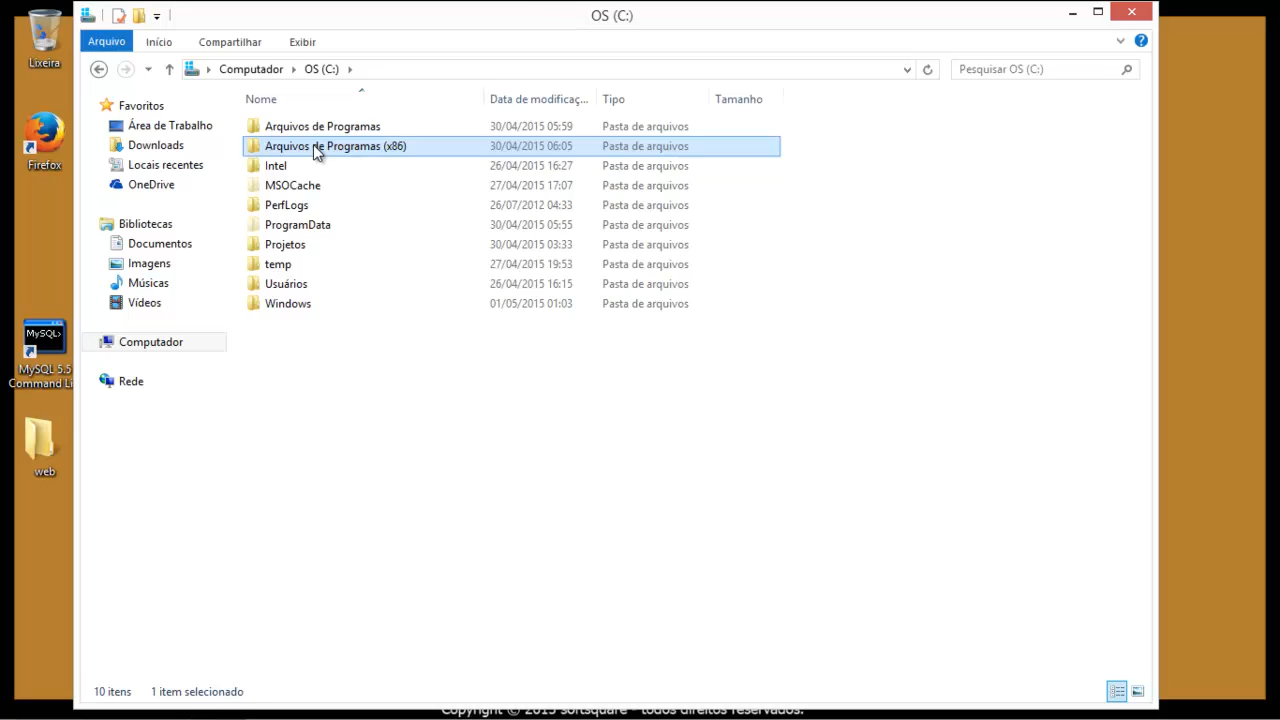 OS (C:)
Lixeira
Firefox
MySQL>
MySQL 5.5
Command Li
web
Arquivo Início Compartilhar Exibir
Computador OS (C:)
Pesquisar OS (C:)
Favoritos
Área de Trabalho
Downloads
Locais recentes
OneDrive
Bibliotecas
Documentos
Imagens
Músicas
Vídeos
Computador
Rede
Nome Data de modificaç... Tipo Tamanho
Arquivos de Programas 30/04/2015 05:59 Pasta de arquivos
Arquivos de Programas (x86) 30/04/2015 06:05 Pasta de arquivos
Intel 26/04/2015 16:27 Pasta de arquivos
MSOCache 27/04/2015 17:07 Pasta de arquivos
PerfLogs 26/07/2012 04:33 Pasta de arquivos
ProgramData 30/04/2015 05:55 Pasta de arquivos
Projetos 30/04/2015 03:33 Pasta de arquivos
temp 27/04/2015 19:53 Pasta de arquivos
Usuários 26/04/2015 16:15 Pasta de arquivos
Windows 01/05/2015 01:03 Pasta de arquivos
10 itens 1 item selecionado
Copyright © 2015 softsquare - todos direitos reservados.